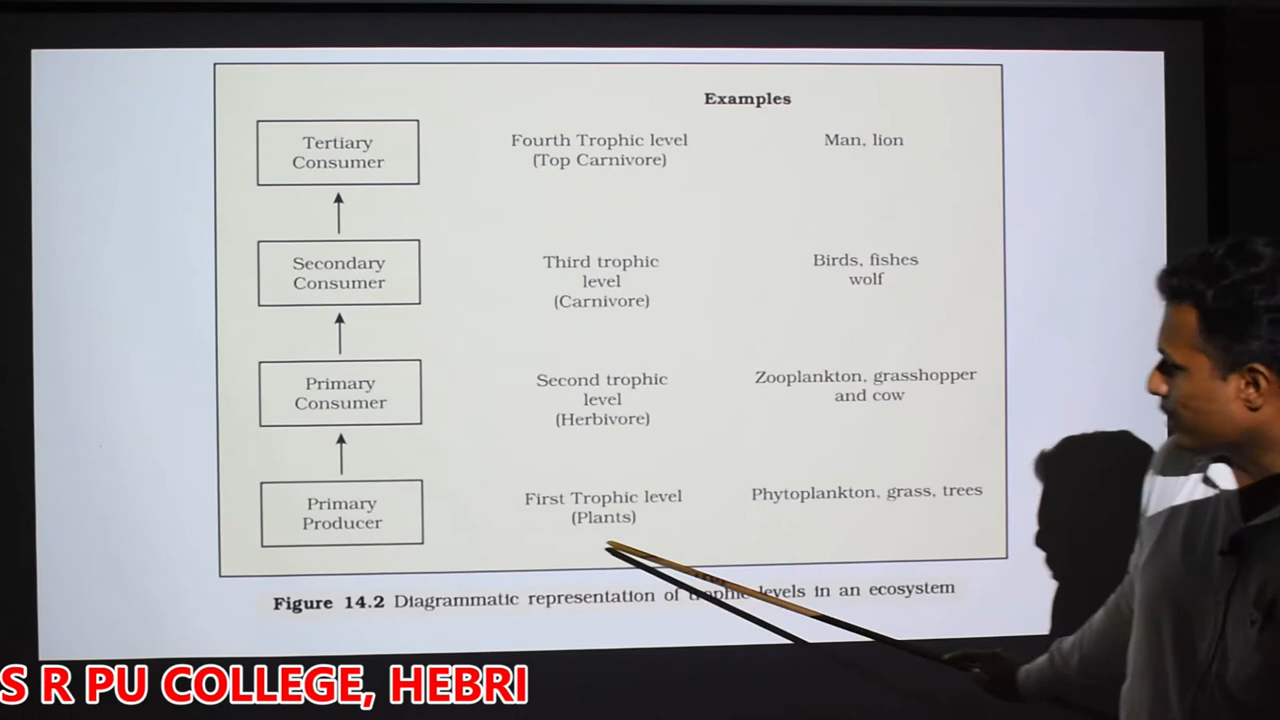 Examples
Tertiary
Consumer
Fourth Trophic level
(Top Carnivore)
Man, lion
Secondary
Consumer
Third trophic
level
(Carnivore)
Birds, fishes
wolf
Primary
Consumer
Second trophic
level
(Herbivore)
Zooplankton, grasshopper
and cow
Primary
Producer
First Trophic level
(Plants)
Phytoplankton, grass, trees
Figure 14.2 Diagrammatic representation of trophic levels in an ecosystem
S R PU COLLEGE, HEBRI